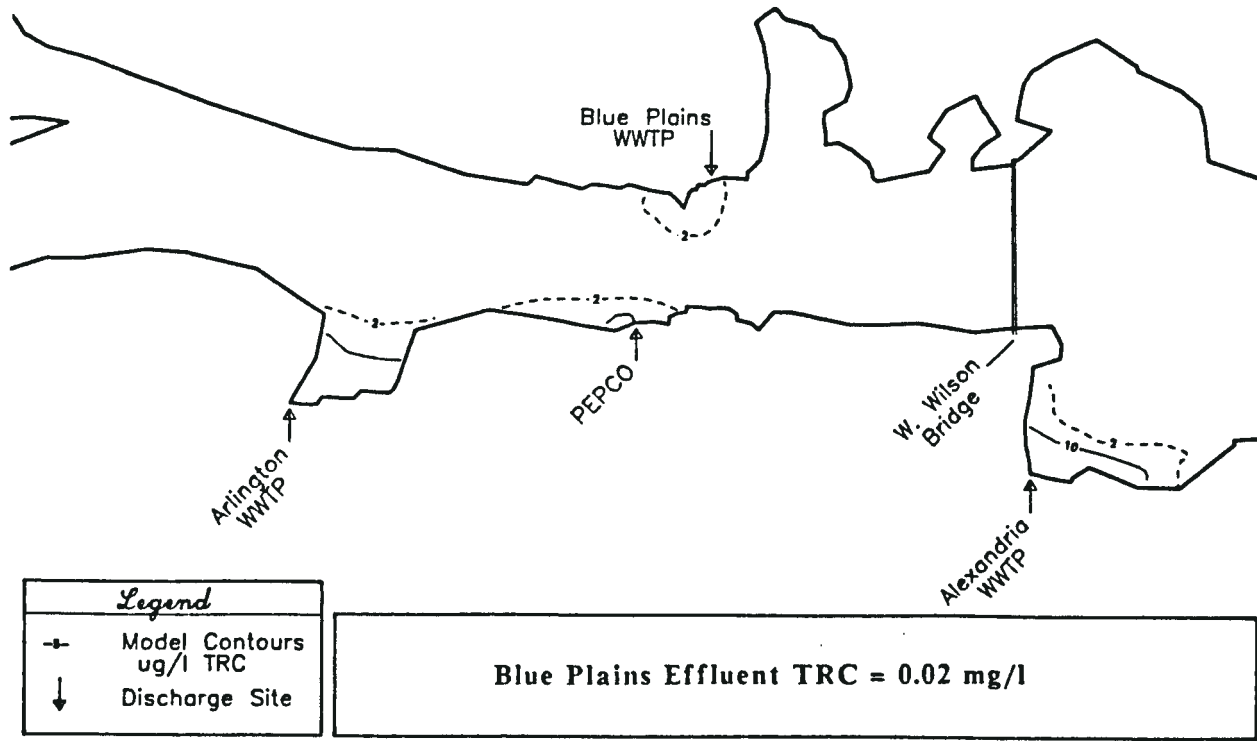 Blue Plains
WWTP
2
2
2
PEPCO
W. Wilson
Bridge
2
10
Arlington
WWTP
Alexandria
WWTP
Legend
Model Contours
ug/l TRC
Discharge Site
Blue Plains Effluent TRC = 0.02 mg/l